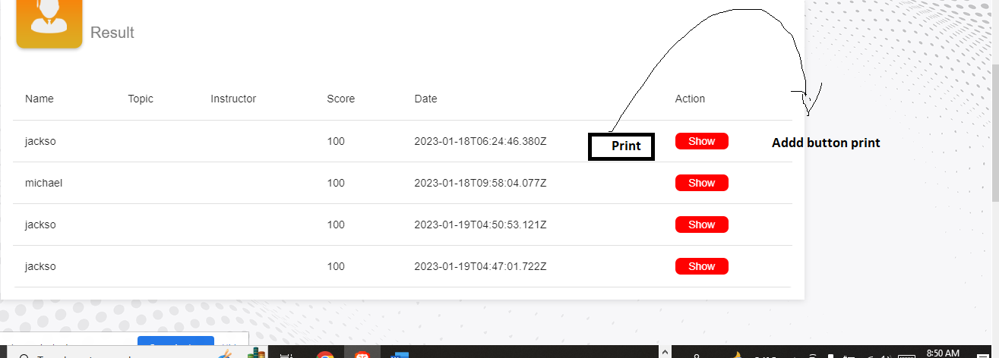 Result
Name Topic Instructor Score Date Action
jackso 100 2023-01-18T06:24:46.380Z Print Show Addd button print
michael 100 2023-01-18T09:58:04.077Z Show
jackso 100 2023-01-19T04:50:53.121Z Show
jackso 100 2023-01-19T04:47:01.722Z Show
8:50 AM